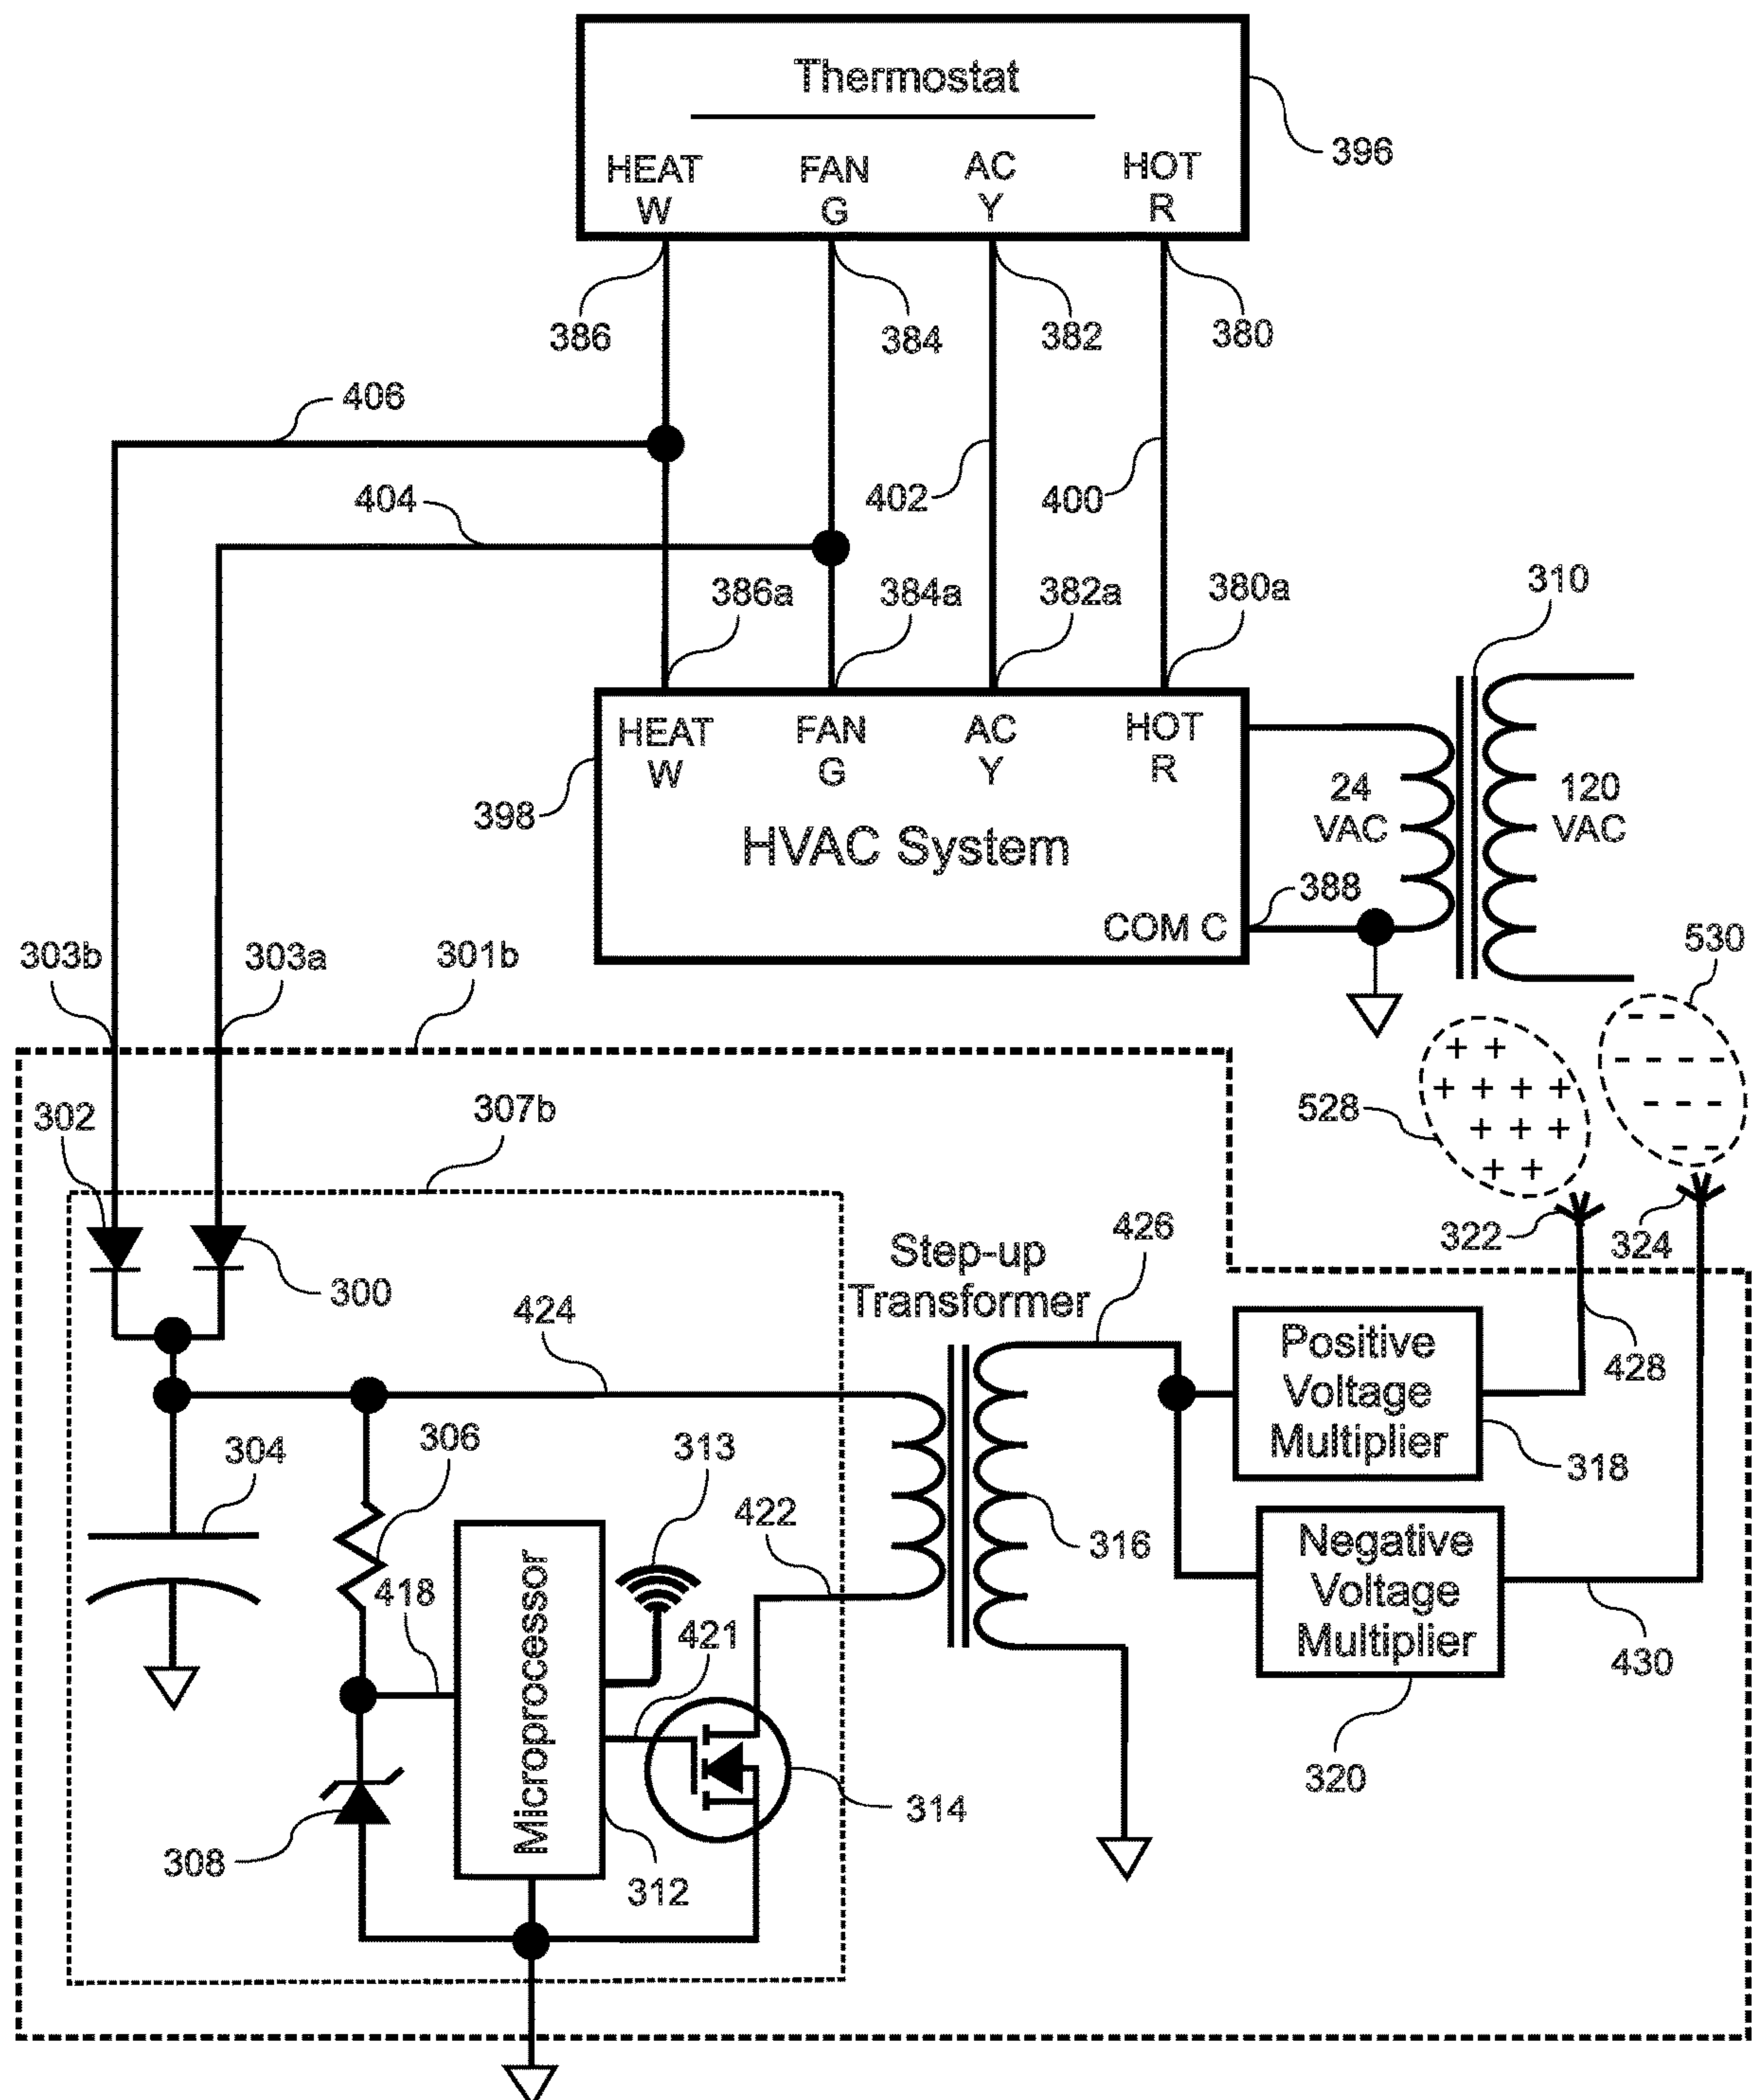 Thermostat
HEAT FAN AC HOT
W G Y R
396
386 384 382 380
406
404 402 400
386a 384a 382a 380a 310
HEAT FAN AC HOT
W G Y R
24 VAC
120 VAC
398
HVAC System
388
COM C
530
303b 303a 301b
+ +
+ + + +
+ + +
+ +
- -
- - - -
- - -
- -
302 307b 528
322 324
426
Step-up
Transformer
300 424
Positive
Voltage
Multiplier
428
304 306 313
318
422
316
Negative
Voltage
Multiplier
418
Microprocessor
421
430
320
314
308 312